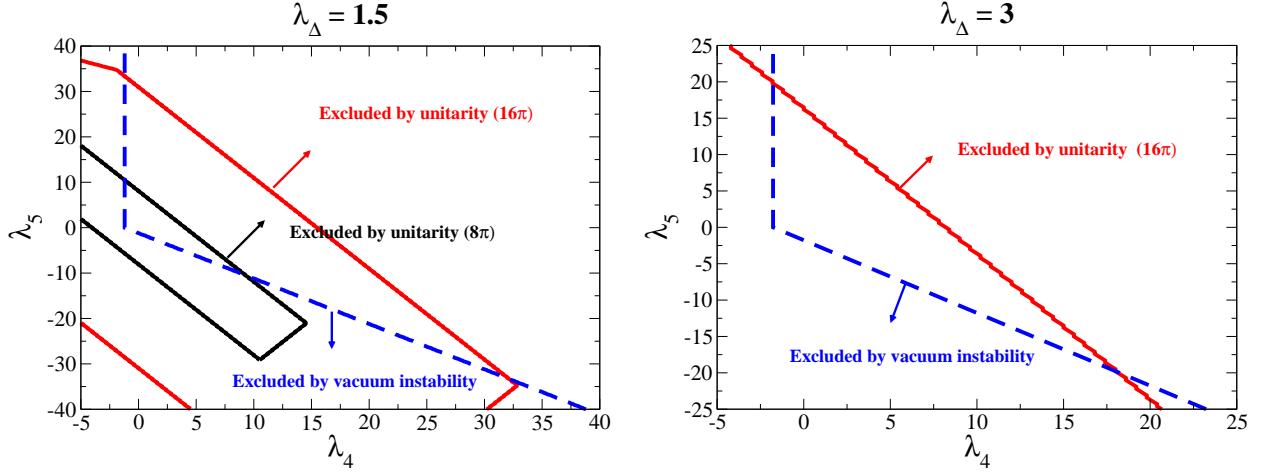 λ_Δ = 1.5
40
30
20
10
0
-10
-20
-30
-40
λ₅
Excluded by unitarity (16π)
Excluded by unitarity (8π)
Excluded by vacuum instability
-5 0 5 10 15 20 25 30 35 40
λ₄
λ_Δ = 3
25
20
15
10
5
0
-5
-10
-15
-20
-25
λ₅
Excluded by unitarity (16π)
Excluded by vacuum instability
-5 0 5 10 15 20 25
λ₄